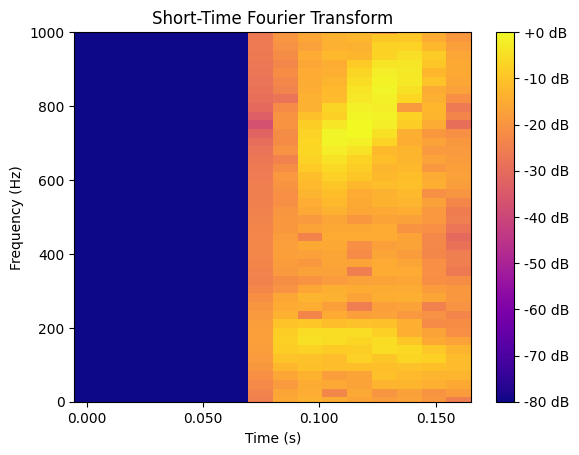 Short-Time Fourier Transform
1000
800
600
400
200
0
Frequency (Hz)
0.000
0.050
0.100
0.150
Time (s)
+0 dB
-10 dB
-20 dB
-30 dB
-40 dB
-50 dB
-60 dB
-70 dB
-80 dB